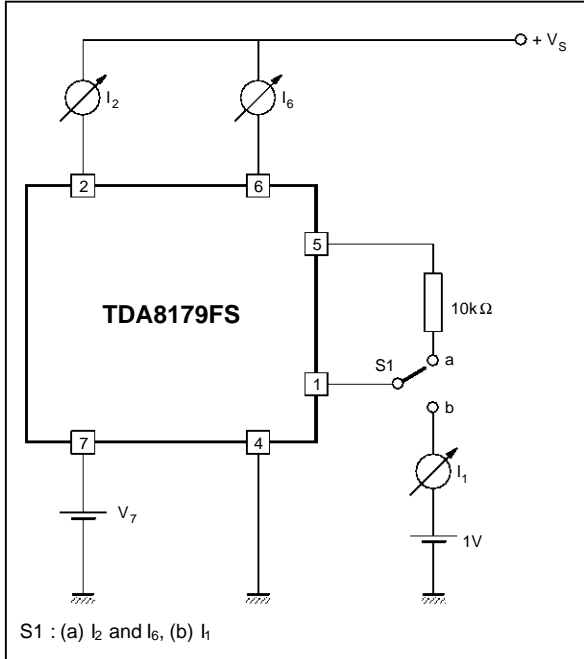 + V_S
I_2
I_6
2
6
5
TDA8179FS
10kΩ
S1
a
1
b
7
4
I_1
V_7
1V
S1 : (a) I_2 and I_6, (b) I_1